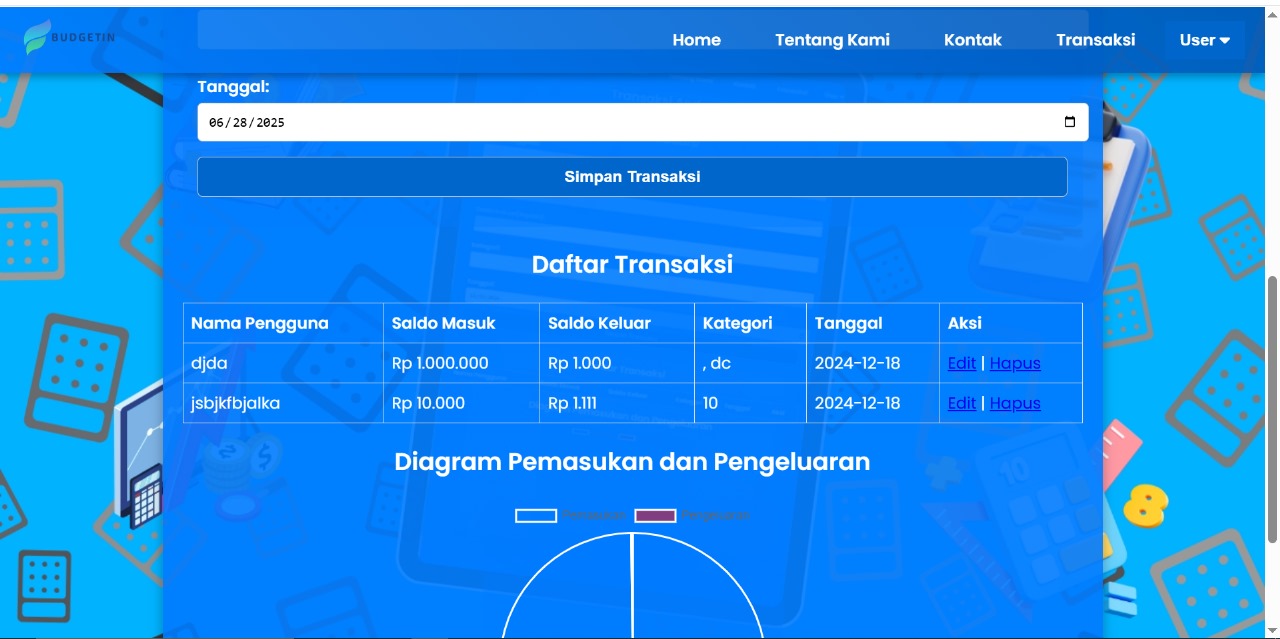 BUDGETIN Home Tentang Kami Kontak Transaksi User
Tanggal:
06/28/2025
Simpan Transaksi
Daftar Transaksi
Nama Pengguna Saldo Masuk Saldo Keluar Kategori Tanggal Aksi
djda Rp 1.000.000 Rp 1.000 , dc 2024-12-18 Edit | Hapus
jsbjkfbjalka Rp 10.000 Rp 1.111 10 2024-12-18 Edit | Hapus
Diagram Pemasukan dan Pengeluaran
Pemasukan Pengeluaran